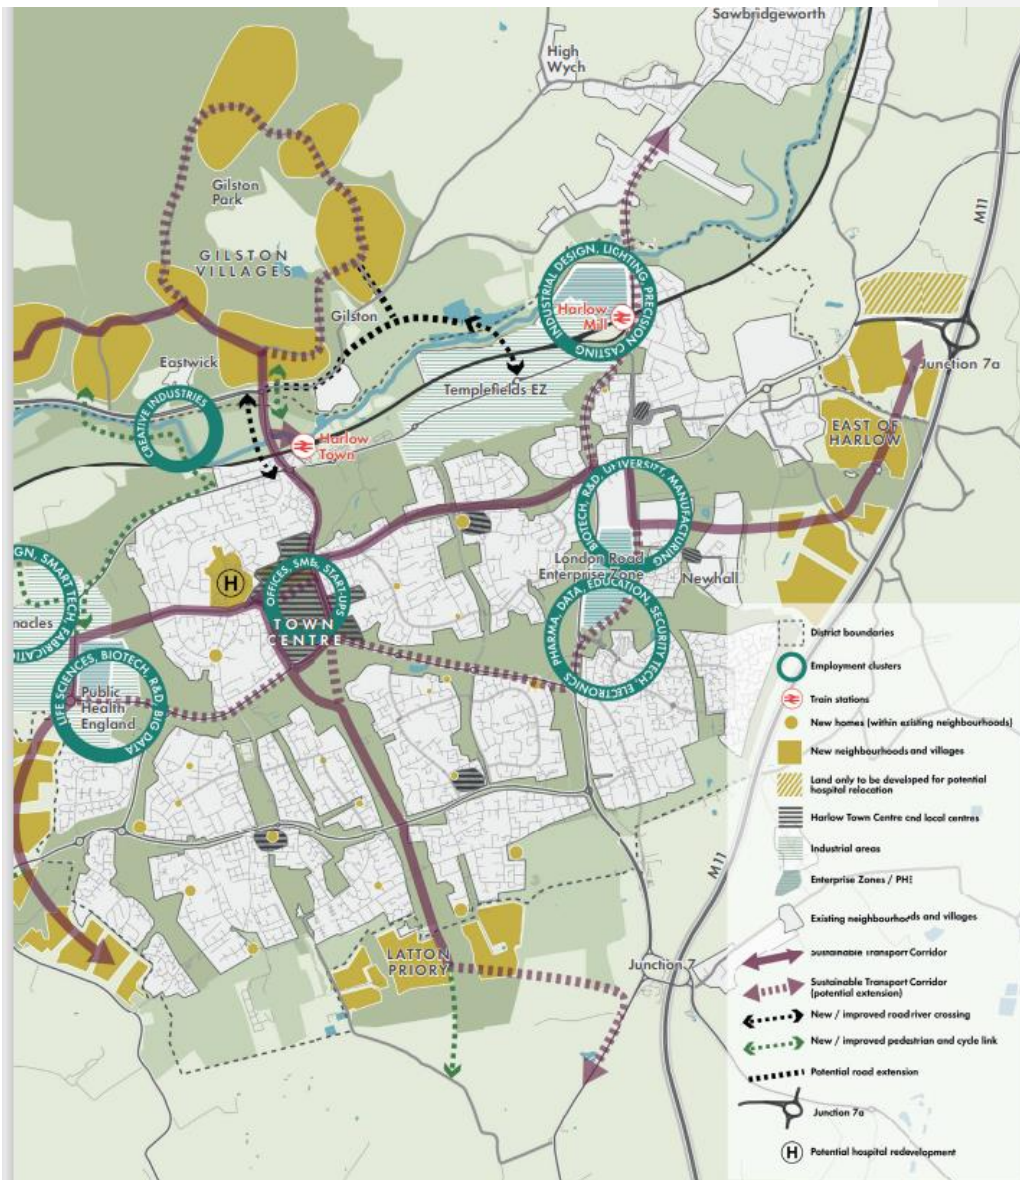 Sawbridgeworth
High
Wych
Gilston
Park
GILSTON
VILLAGES
M11
INDUSTRIAL DESIGN, LIGHTING, PRECISION CASTING
Harlow
Mill
Gilston
Junction 7a
Eastwick
Templefields EZ
CREATIVE INDUSTRIES
EAST OF
HARLOW
Harlow
Town
BIOTECH, R&D, UNIVERSITY, MANUFACTURING
London Road
Enterprise Zone
Newhall
H
OFFICES, SMEs, START-UPS
TOWN
CENTRE
PHARMA, DATA, EDUCATION, SECURITY TECH, ELECTRONICS
GN, SMART TECH, FABRICATIO
nacles
LIFE SCIENCES, BIOTECH, R&D, BIG DATA
Public
Health
England
M11
LATTON
PRIORY
Junction 7
District boundaries
Employment clusters
Train stations
New homes (within existing neighbourhoods)
New neighbourhoods and villages
Land only to be developed for potential
hospital relocation
Harlow Town Centre and local centres
Industrial areas
Enterprise Zones / PHE
Existing neighbourhoods and villages
Sustainable Transport Corridor
Sustainable Transport Corridor
(potential extension)
New / improved road river crossing
New / improved pedestrian and cycle link
Potential road extension
Junction 7a
H
Potential hospital redevelopment